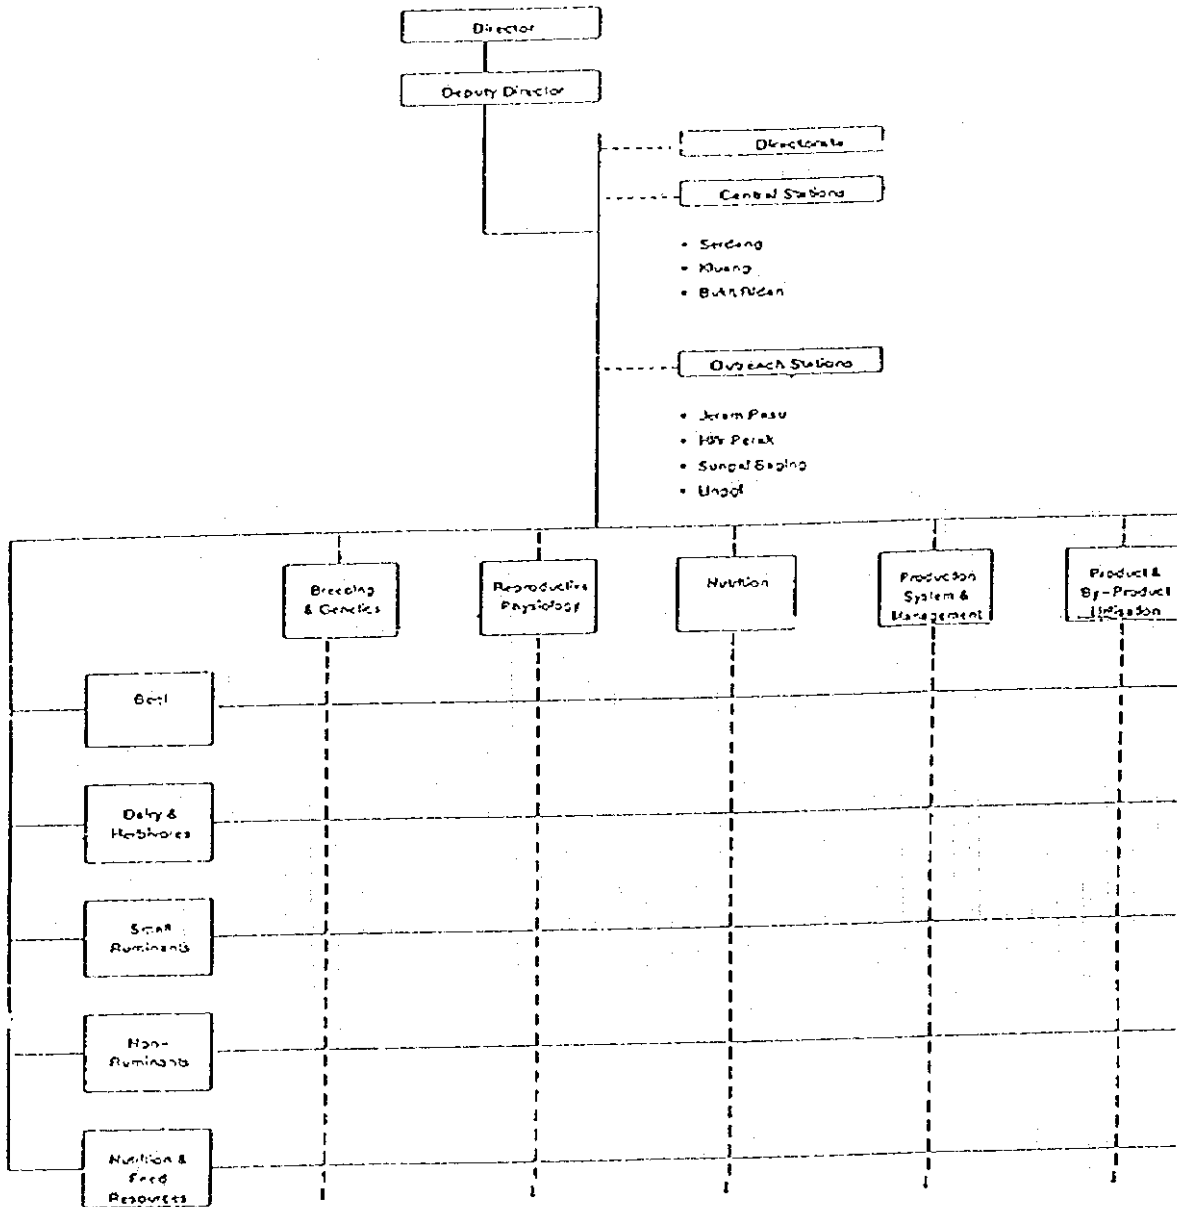 Director
Deputy Director
Directorate
Central Stations
• Serdang
• Kluang
• Bukit Ridan
Outreach Stations
• Jeram Pasu
• Hilir Perak
• Sungai Baging
• Linggi
Breeding
& Genetics
Reproductive
Physiology
Nutrition
Production
System &
Management
Product &
By-Product
Utilisation
Beef
Dairy &
Herbivores
Small
Ruminants
Non-
Ruminants
Nutrition &
Feed
Resources